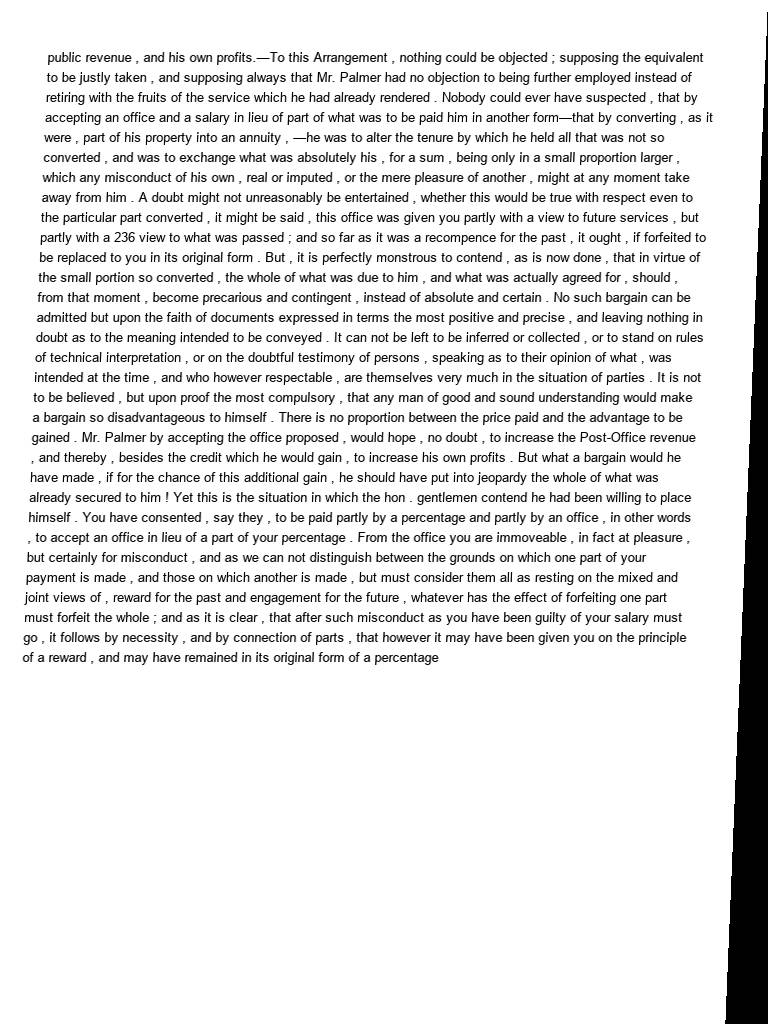 public revenue , and his own profits.—To this Arrangement , nothing could be objected ; supposing the equivalent
to be justly taken , and supposing always that Mr. Palmer had no objection to being further employed instead of
retiring with the fruits of the service which he had already rendered . Nobody could ever have suspected , that by
accepting an office and a salary in lieu of part of what was to be paid him in another form—that by converting , as it
were , part of his property into an annuity , —he was to alter the tenure by which he held all that was not so
converted , and was to exchange what was absolutely his , for a sum , being only in a small proportion larger ,
which any misconduct of his own , real or imputed , or the mere pleasure of another , might at any moment take
away from him . A doubt might not unreasonably be entertained , whether this would be true with respect even to
the particular part converted , it might be said , this office was given you partly with a view to future services , but
partly with a 236 view to what was passed ; and so far as it was a recompence for the past , it ought , if forfeited to
be replaced to you in its original form . But , it is perfectly monstrous to contend , as is now done , that in virtue of
the small portion so converted , the whole of what was due to him , and what was actually agreed for , should ,
from that moment , become precarious and contingent , instead of absolute and certain . No such bargain can be
admitted but upon the faith of documents expressed in terms the most positive and precise , and leaving nothing in
doubt as to the meaning intended to be conveyed . It can not be left to be inferred or collected , or to stand on rules
of technical interpretation , or on the doubtful testimony of persons , speaking as to their opinion of what , was
intended at the time , and who however respectable , are themselves very much in the situation of parties . It is not
to be believed , but upon proof the most compulsory , that any man of good and sound understanding would make
a bargain so disadvantageous to himself . There is no proportion between the price paid and the advantage to be
gained . Mr. Palmer by accepting the office proposed , would hope , no doubt , to increase the Post-Office revenue
, and thereby , besides the credit which he would gain , to increase his own profits . But what a bargain would he
have made , if for the chance of this additional gain , he should have put into jeopardy the whole of what was
already secured to him ! Yet this is the situation in which the hon . gentlemen contend he had been willing to place
himself . You have consented , say they , to be paid partly by a percentage and partly by an office , in other words
, to accept an office in lieu of a part of your percentage . From the office you are immoveable , in fact at pleasure ,
but certainly for misconduct , and as we can not distinguish between the grounds on which one part of your
payment is made , and those on which another is made , but must consider them all as resting on the mixed and
joint views of , reward for the past and engagement for the future , whatever has the effect of forfeiting one part
must forfeit the whole ; and as it is clear , that after such misconduct as you have been guilty of your salary must
go , it follows by necessity , and by connection of parts , that however it may have been given you on the principle
of a reward , and may have remained in its original form of a percentage